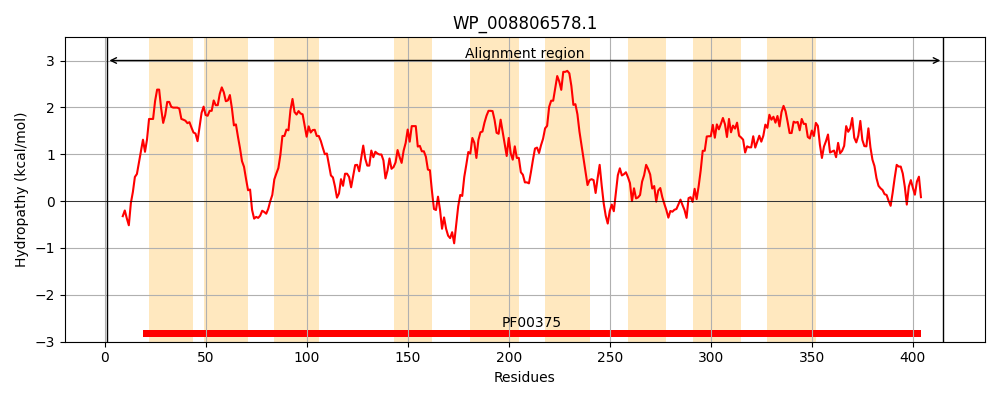 WP_008806578.1
Alignment region
3
2
1
0
−1
−2
−3
Hydropathy (kcal/mol)
PF00375
0 50 100 150 200 250 300 350 400
Residues